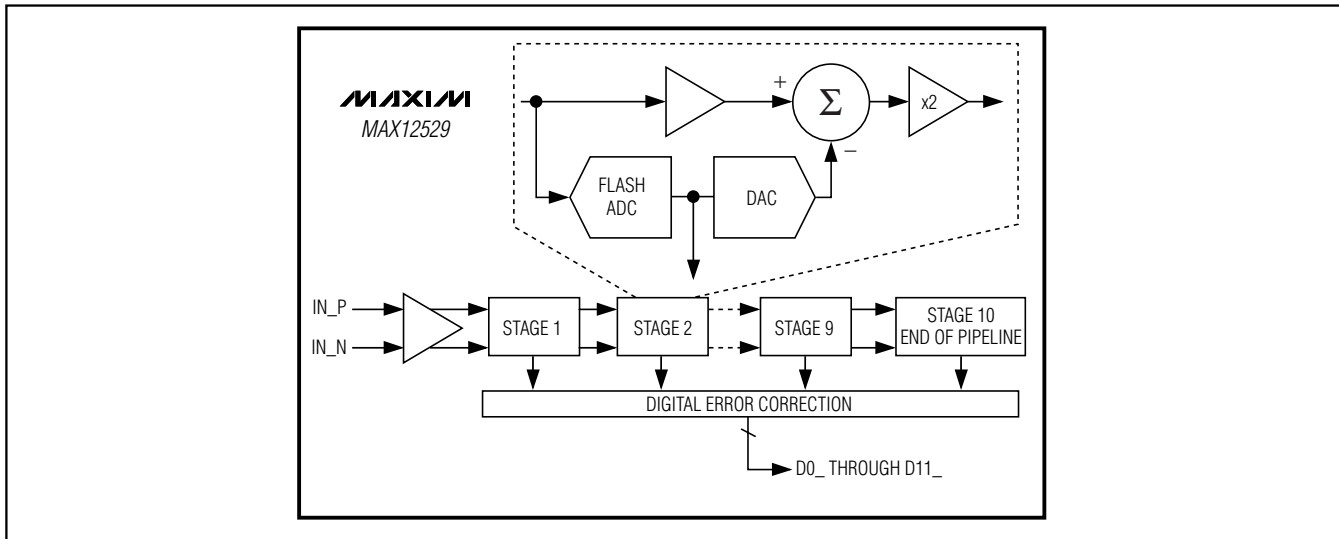 MAXIM
MAX12529
+
Σ
x2
−
FLASH
ADC
DAC
IN_P
IN_N
STAGE 1
STAGE 2
STAGE 9
STAGE 10
END OF PIPELINE
DIGITAL ERROR CORRECTION
D0_ THROUGH D11_